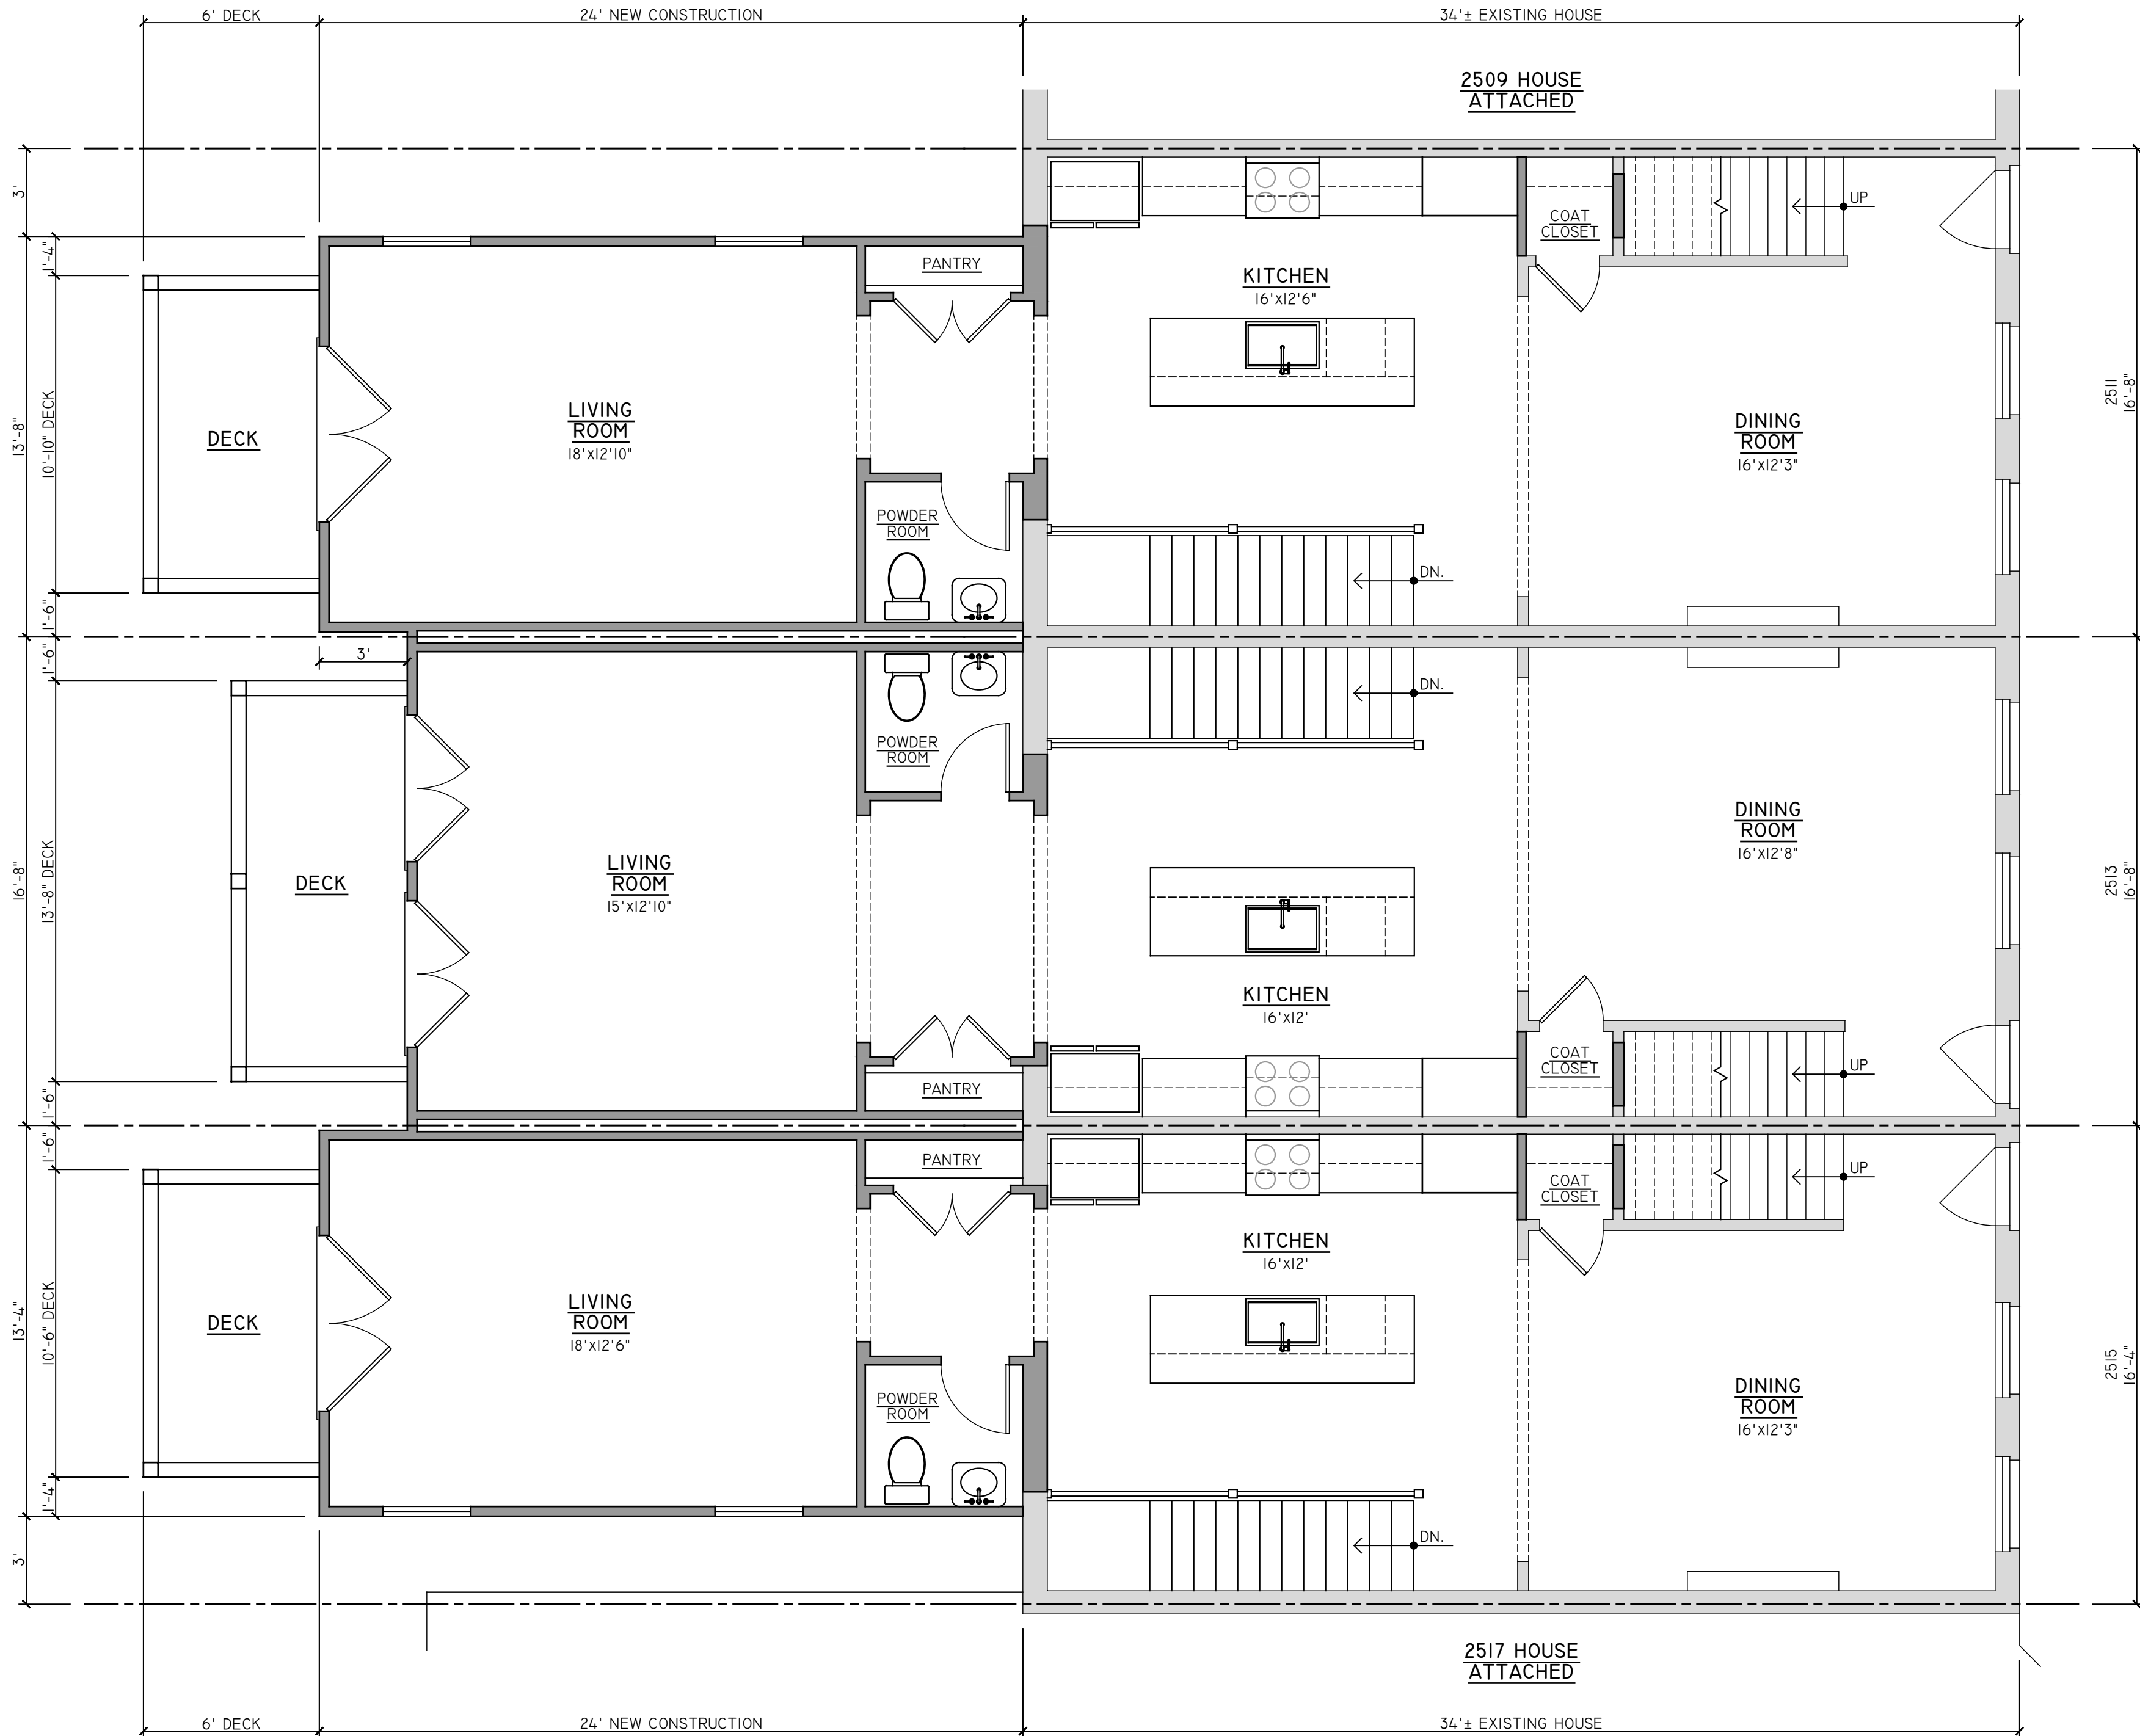 6' DECK
24' NEW CONSTRUCTION
34'± EXISTING HOUSE
2509 HOUSE
ATTACHED
3'
13'-8"
16'-8"
13'-4"
3'
1'-4"
10'-10" DECK
1'-6"
1'-6"
13'-8" DECK
1'-6"
1'-6"
10'-6" DECK
1'-4"
DECK
LIVING
ROOM
18'x12'10"
PANTRY
POWDER
ROOM
KITCHEN
16'x12'6"
COAT
CLOSET
UP
DN.
DINING
ROOM
16'x12'3"
2511
16'-8"
3'
DECK
LIVING
ROOM
15'x12'10"
POWDER
ROOM
PANTRY
DN.
KITCHEN
16'x12'
DINING
ROOM
16'x12'8"
COAT
CLOSET
UP
2513
16'-8"
DECK
LIVING
ROOM
18'x12'6"
PANTRY
POWDER
ROOM
KITCHEN
16'x12'
COAT
CLOSET
UP
DN.
DINING
ROOM
16'x12'3"
2515
16'-4"
2517 HOUSE
ATTACHED
6' DECK
24' NEW CONSTRUCTION
34'± EXISTING HOUSE